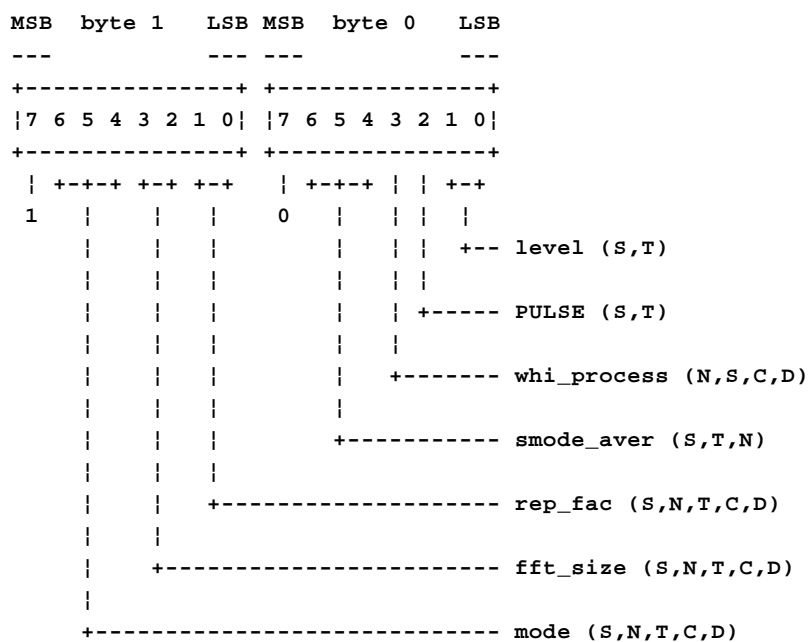 MSB  byte 1   LSB MSB  byte 0   LSB
---           --- ---           ---
+---------------+ +---------------+
¦7 6 5 4 3 2 1 0¦ ¦7 6 5 4 3 2 1 0¦
+---------------+ +---------------+
 ¦ +-+-+ +-+ +-+   ¦ +-+-+ ¦ ¦ +-+
 1   ¦    ¦   ¦    0   ¦   ¦ ¦  ¦
     ¦    ¦   ¦        ¦   ¦ ¦  +-- level (S,T)
     ¦    ¦   ¦        ¦   ¦ ¦
     ¦    ¦   ¦        ¦   ¦ +----- PULSE (S,T)
     ¦    ¦   ¦        ¦   ¦
     ¦    ¦   ¦        ¦   +------- whi_process (N,S,C,D)
     ¦    ¦   ¦        ¦
     ¦    ¦   ¦        +----------- smode_aver (S,T,N)
     ¦    ¦   ¦
     ¦    ¦   +-------------------- rep_fac (S,N,T,C,D)
     ¦    ¦
     ¦    +------------------------ fft_size (S,N,T,C,D)
     ¦
     +----------------------------- mode (S,N,T,C,D)